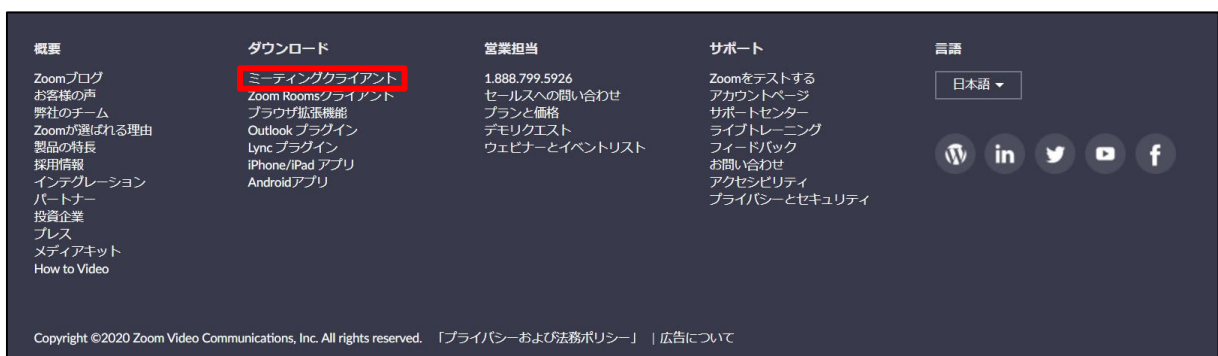 概要
Zoomブログ
お客様の声
弊社のチーム
Zoomが選ばれる理由
製品の特長
採用情報
インテグレーション
パートナー
投資企業
プレス
メディアキット
How to Video
ダウンロード
ミーティングクライアント
Zoom Roomsクライアント
ブラウザ拡張機能
Outlook プラグイン
Lync プラグイン
iPhone/iPad アプリ
Androidアプリ
営業担当
1.888.799.5926
セールスへの問い合わせ
プランと価格
デモリクエスト
ウェビナーとイベントリスト
サポート
Zoomをテストする
アカウントページ
サポートセンター
ライブトレーニング
フィードバック
お問い合わせ
アクセシビリティ
プライバシーとセキュリティ
言語
日本語
Copyright ©2020 Zoom Video Communications, Inc. All rights reserved. 「プライバシーおよび法務ポリシー」 | 広告について